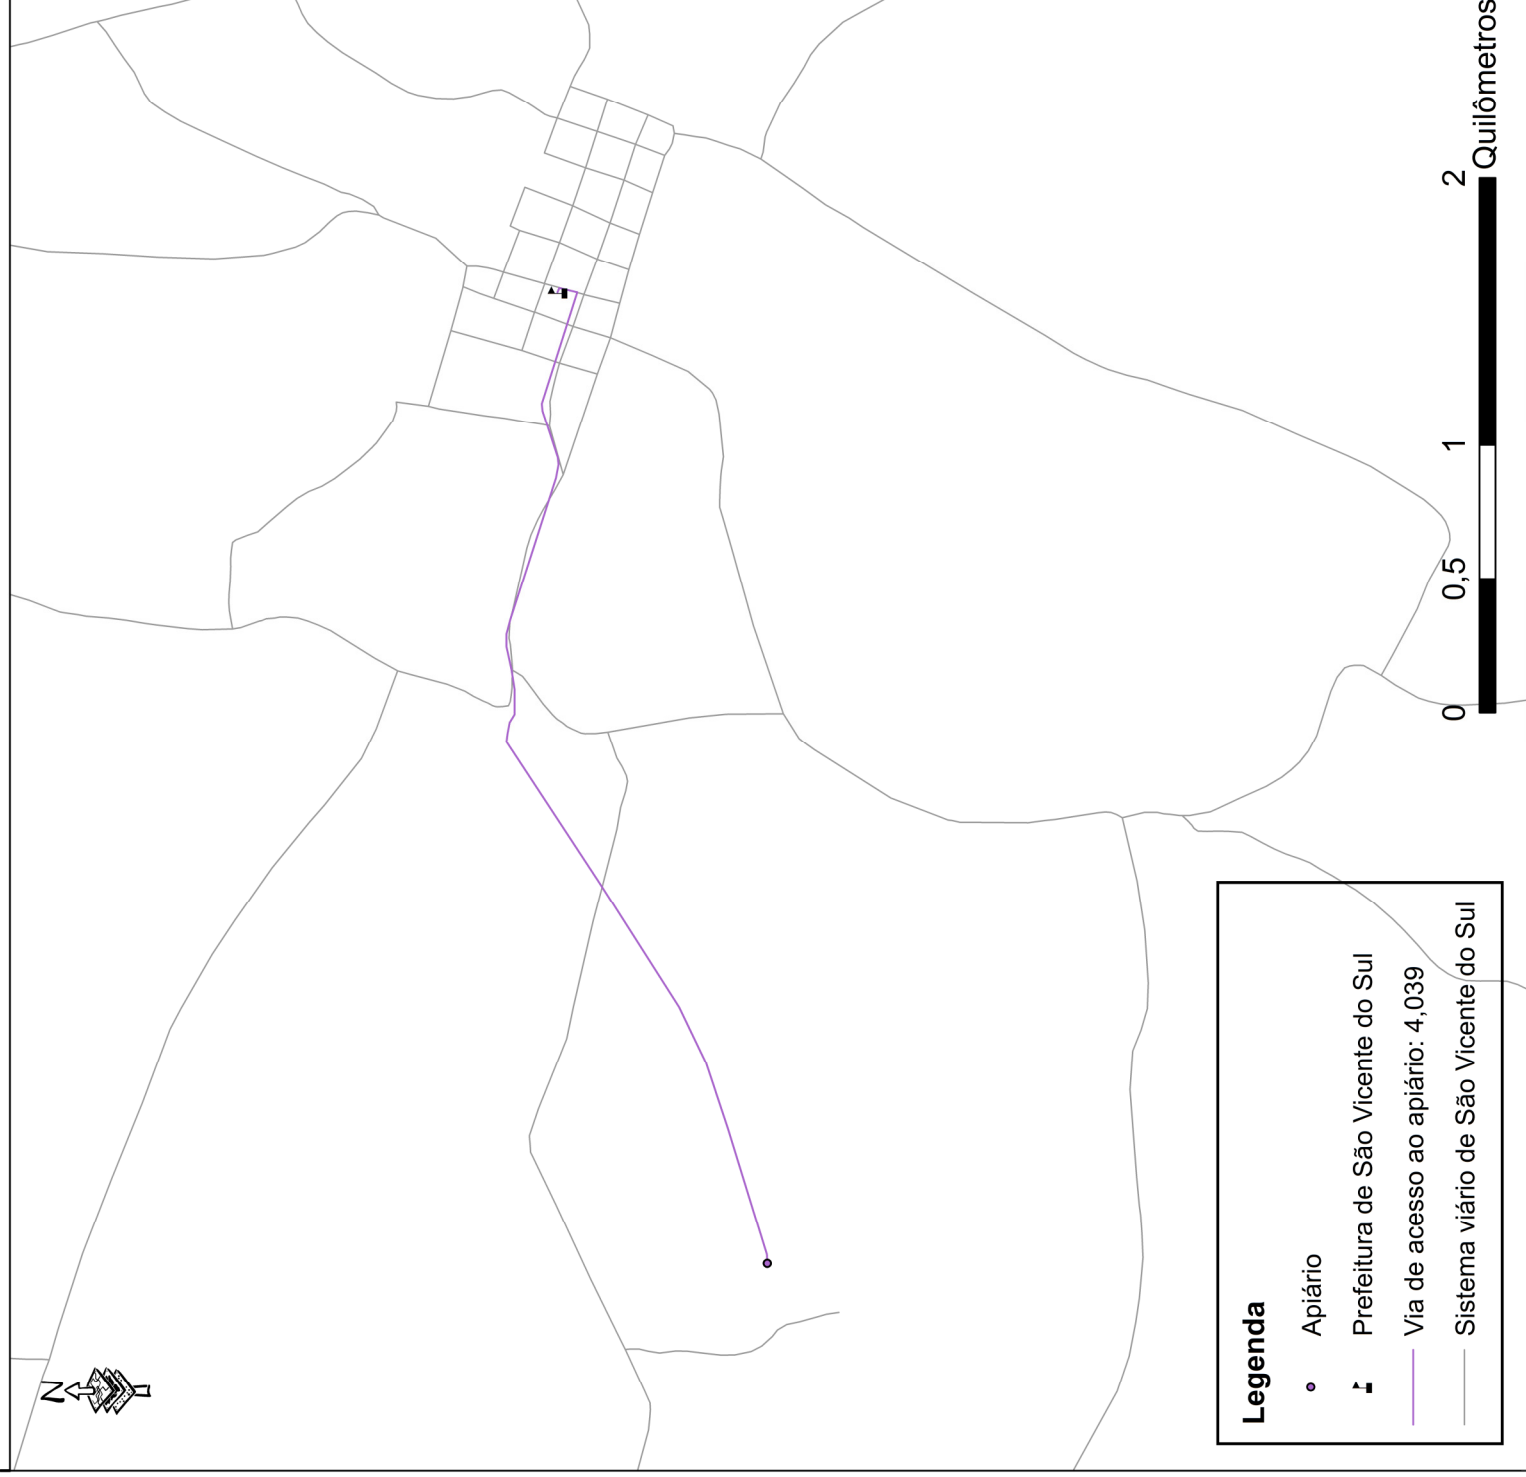 N
Legenda
Apiário
Prefeitura de São Vicente do Sul
Via de acesso ao apiário: 4,039
Sistema viário de São Vicente do Sul
0 0,5 1 2
Quilômetros